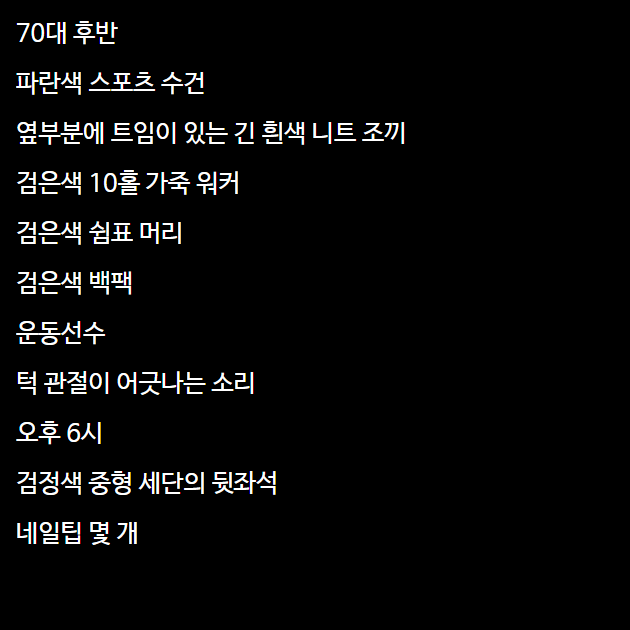 70대 후반
파란색 스포츠 수건
옆부분에 트임이 있는 긴 흰색 니트 조끼
검은색 10홀 가죽 워커
검은색 쉼표 머리
검은색 백팩
운동선수
턱 관절이 어긋나는 소리
오후 6시
검정색 중형 세단의 뒷좌석
네일팁 몇 개